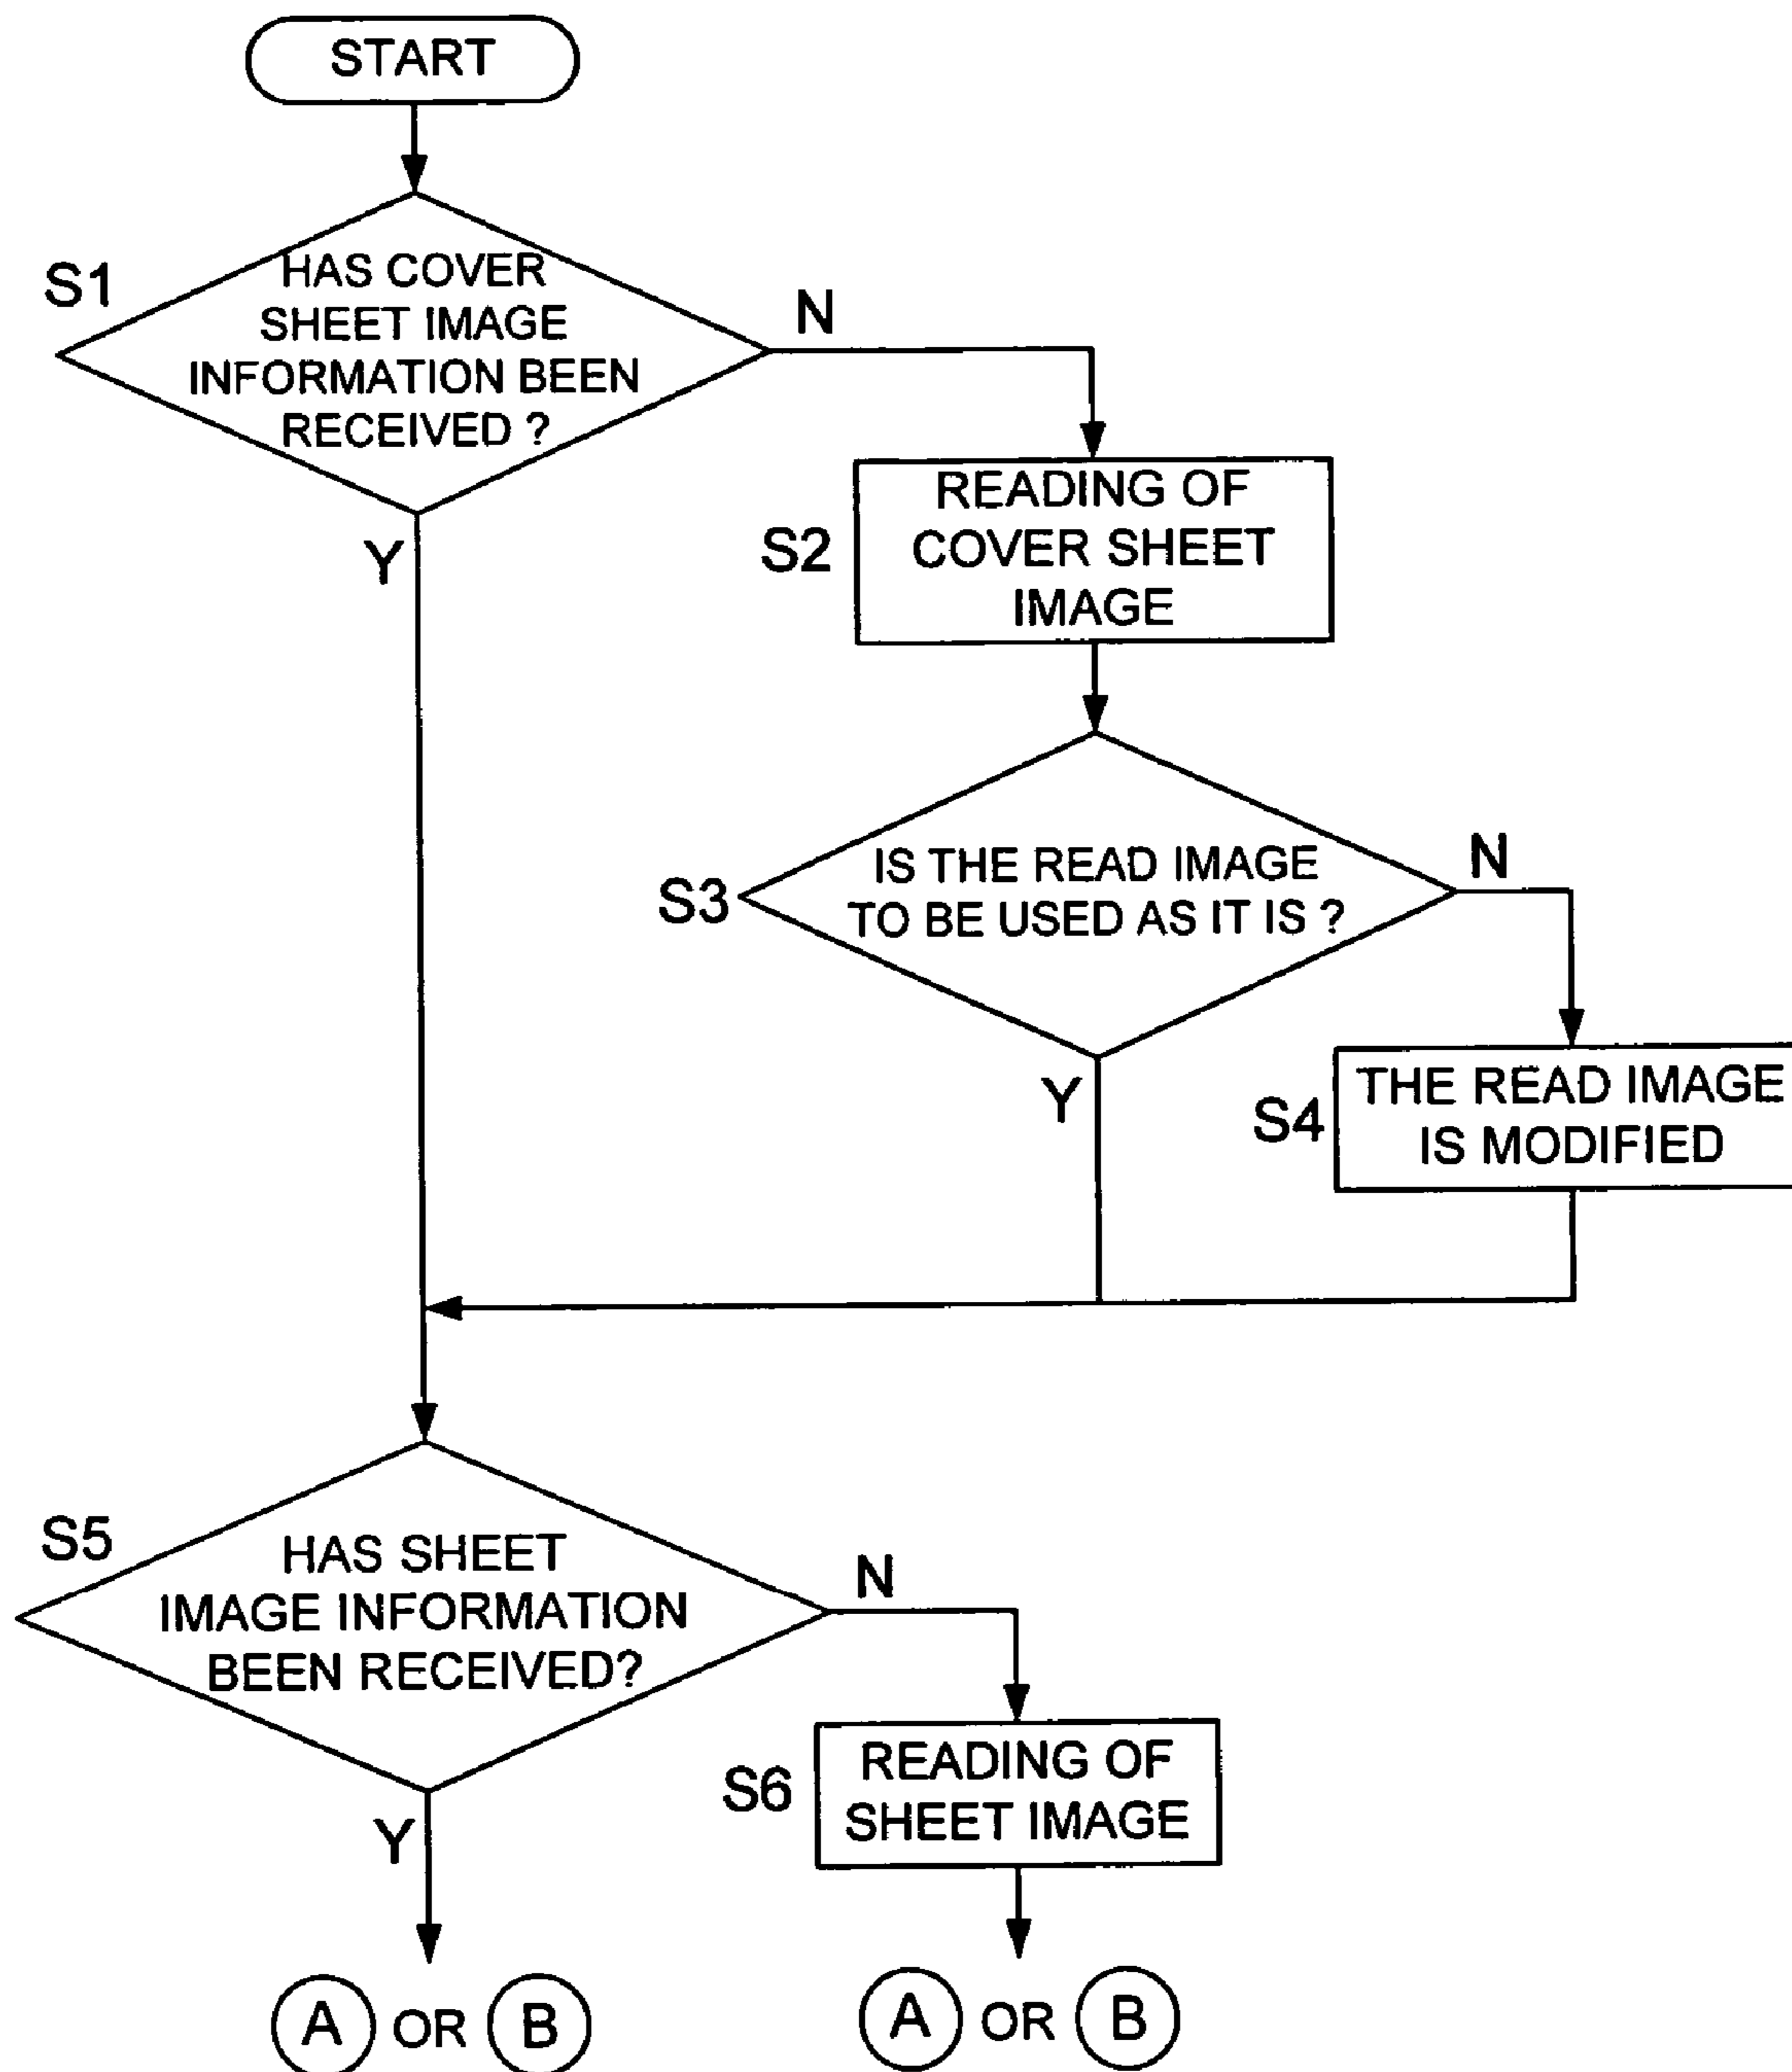 START
S1
HAS COVER
SHEET IMAGE
INFORMATION BEEN
RECEIVED ?
N
Y
S2
READING OF
COVER SHEET
IMAGE
S3
IS THE READ IMAGE
TO BE USED AS IT IS ?
N
Y
S4
THE READ IMAGE
IS MODIFIED
S5
HAS SHEET
IMAGE INFORMATION
BEEN RECEIVED?
N
Y
S6
READING OF
SHEET IMAGE
A OR B
A OR B